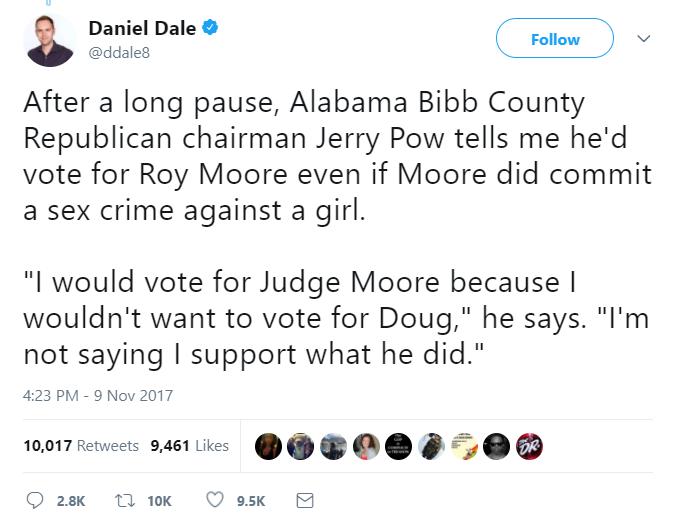 Daniel Dale
@ddale8
Follow
After a long pause, Alabama Bibb County
Republican chairman Jerry Pow tells me he'd
vote for Roy Moore even if Moore did commit
a sex crime against a girl.
"I would vote for Judge Moore because I
wouldn't want to vote for Doug," he says. "I'm
not saying I support what he did."
4:23 PM - 9 Nov 2017
10,017 Retweets 9,461 Likes
DR
2.8K 10K 9.5K